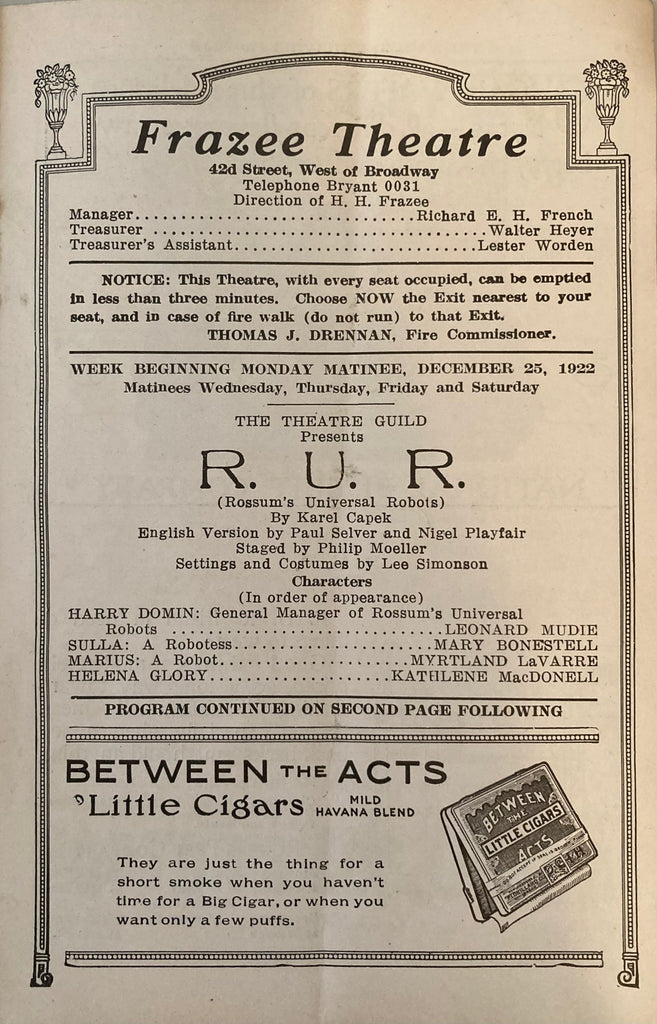 Frazee Theatre
42d Street, West of Broadway
Telephone Bryant 0031
Direction of H. H. Frazee
Manager.............................Richard E. H. French
Treasurer ..................................Walter Heyer
Treasurer's Assistant.........................Lester Worden
NOTICE: This Theatre, with every seat occupied, can be emptied
in less than three minutes. Choose NOW the Exit nearest to your
seat, and in case of fire walk (do not run) to that Exit.
THOMAS J. DRENNAN, Fire Commissioner.
WEEK BEGINNING MONDAY MATINEE, DECEMBER 25, 1922
Matinees Wednesday, Thursday, Friday and Saturday
THE THEATRE GUILD
Presents
R. U. R.
(Rossum's Universal Robots)
By Karel Capek
English Version by Paul Selver and Nigel Playfair
Staged by Philip Moeller
Settings and Costumes by Lee Simonson
Characters
(In order of appearance)
HARRY DOMIN: General Manager of Rossum's Universal
Robots ............................LEONARD MUDIE
SULLA: A Robotess.....................MARY BONESTELL
MARIUS: A Robot....................MYRTLAND LaVARRE
HELENA GLORY...................KATHLENE MacDONELL
PROGRAM CONTINUED ON SECOND PAGE FOLLOWING
BETWEEN THE ACTS
Little Cigars MILD HAVANA BLEND
They are just the thing for a
short smoke when you haven't
time for a Big Cigar, or when you
want only a few puffs.
BETWEEN
THE
LITTLE CIGARS
ACTS